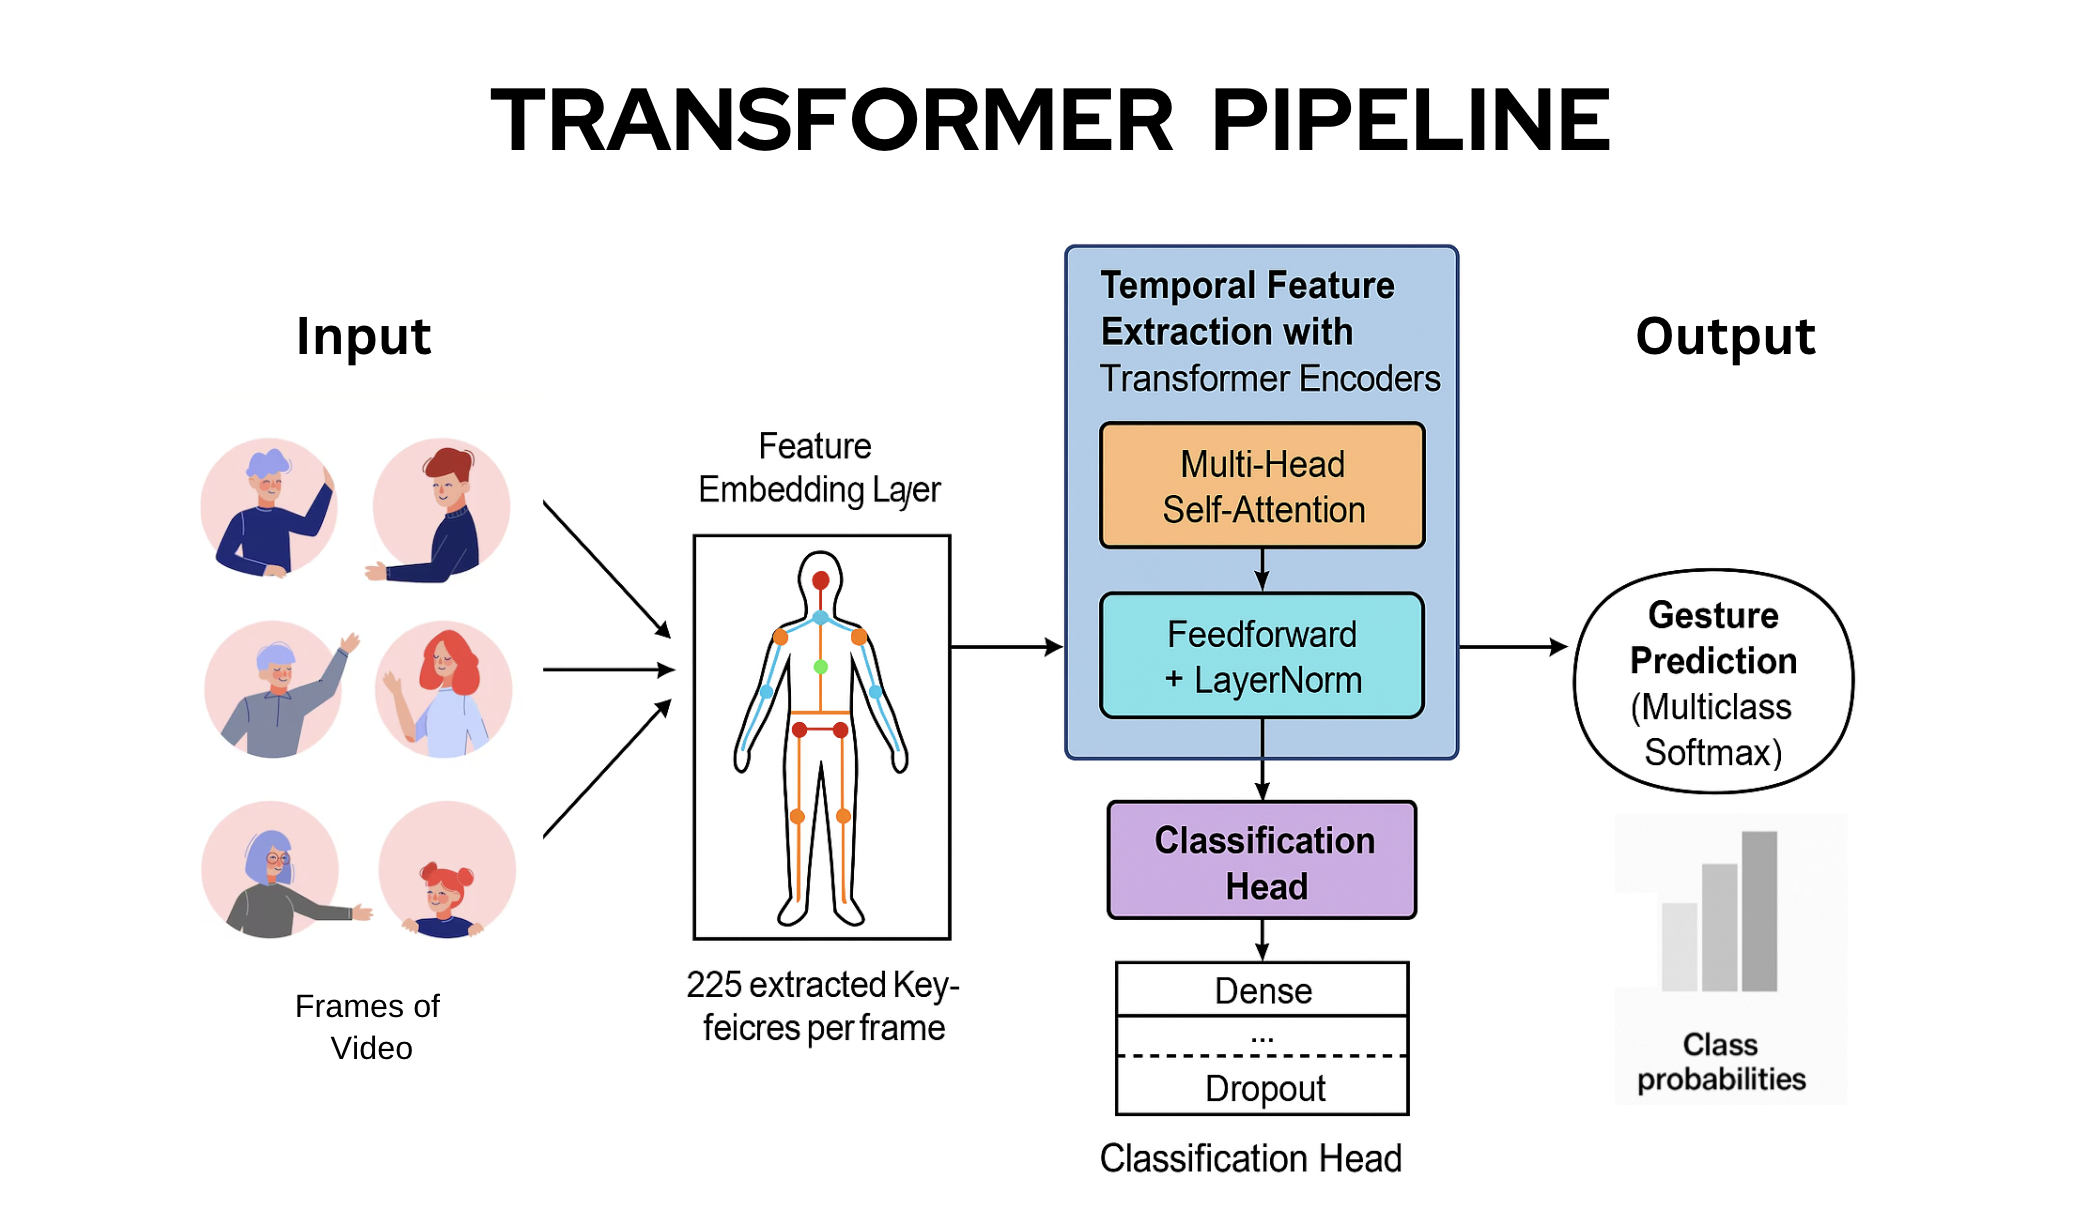 TRANSFORMER PIPELINE
Input
Frames of
Video
Feature
Embedding Layer
225 extracted Key-
feicres per frame
Temporal Feature
Extraction with
Transformer Encoders
Multi-Head
Self-Attention
Feedforward
+ LayerNorm
Classification
Head
Dense
...
Dropout
Classification Head
Output
Gesture
Prediction
(Multiclass
Softmax)
Class
probabilities